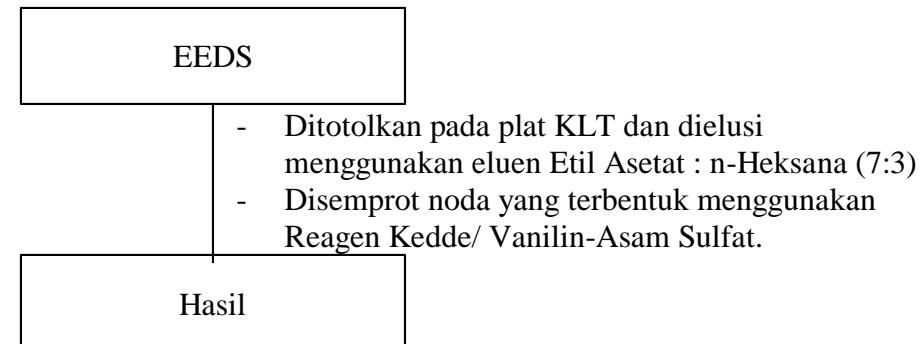 EEDS
- Ditotolkan pada plat KLT dan dielusi
menggunakan eluen Etil Asetat : n-Heksana (7:3)
- Disemprot noda yang terbentuk menggunakan
Reagen Kedde/ Vanilin-Asam Sulfat.
Hasil